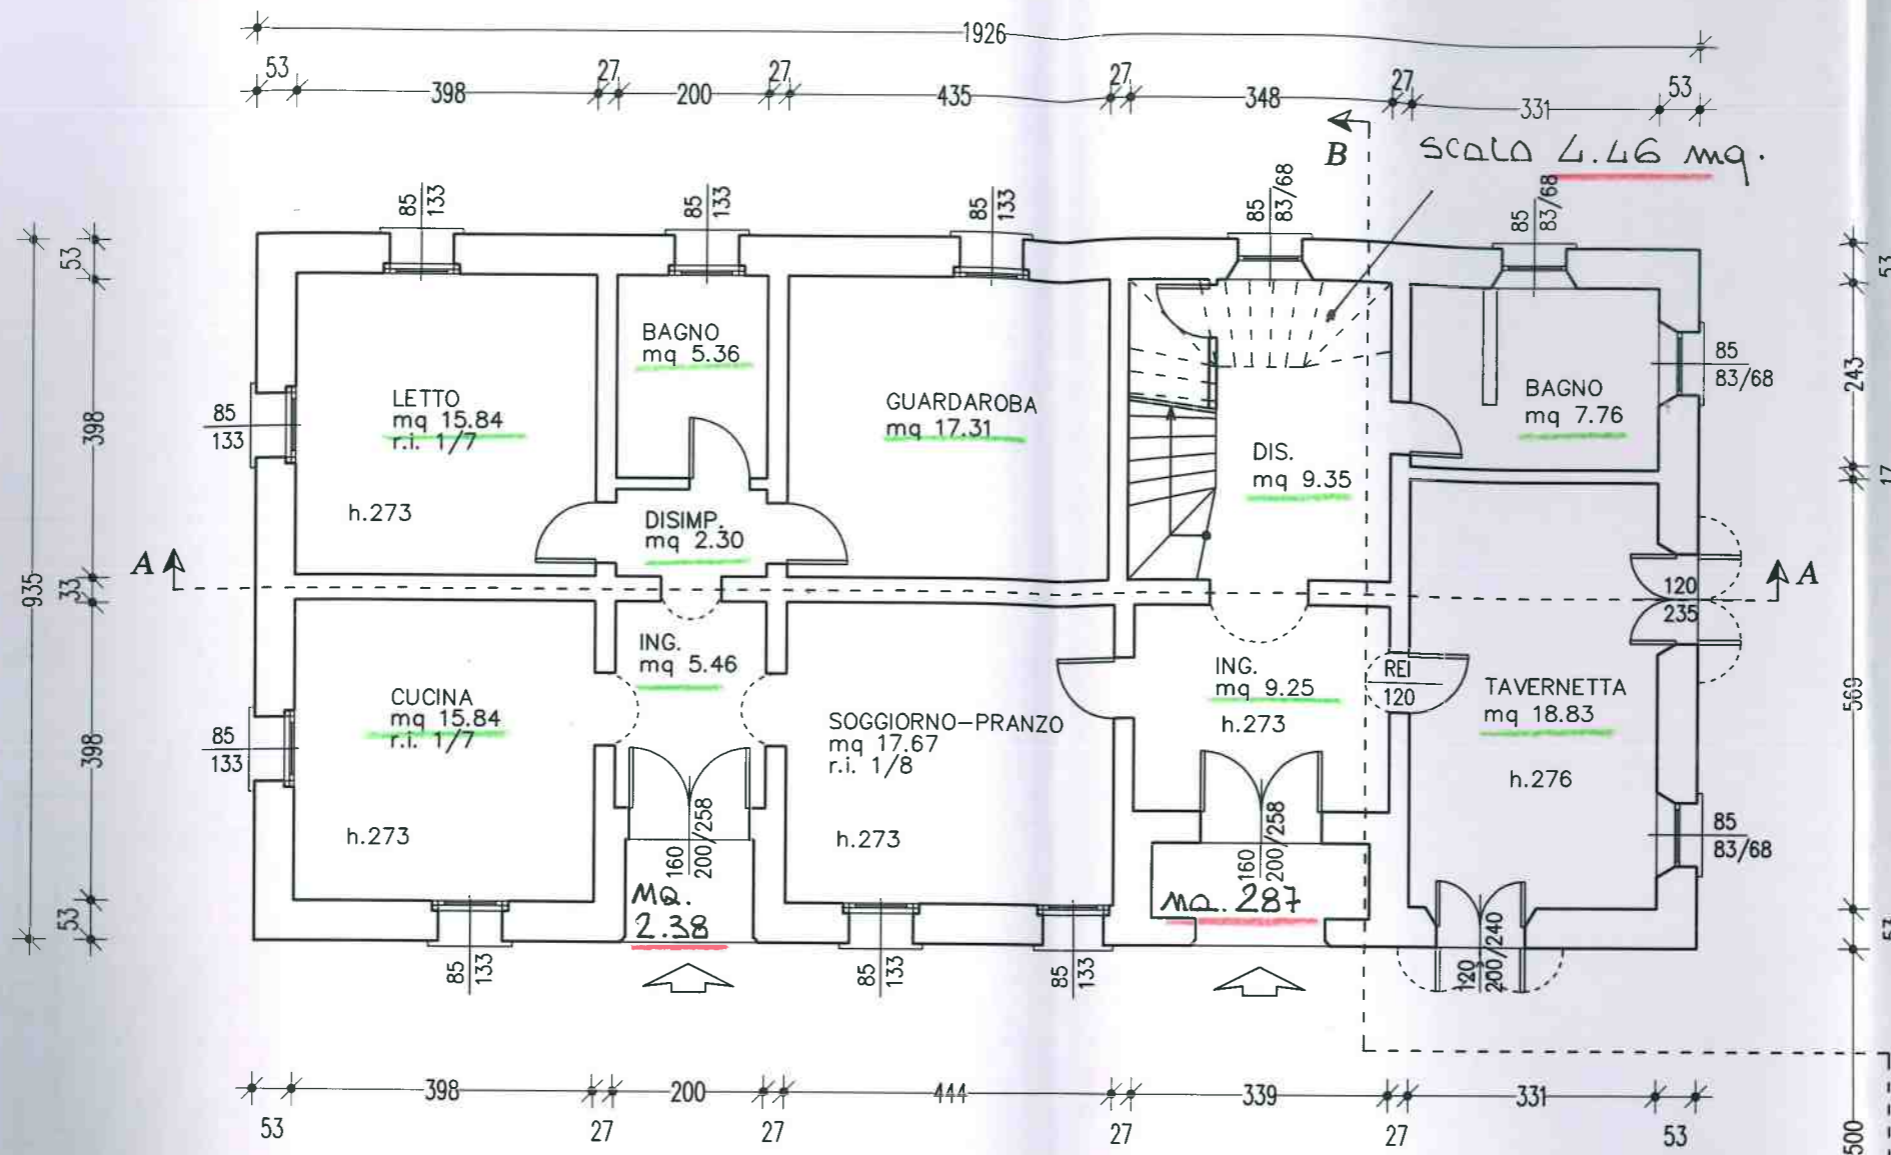 1926
53 398 27 200 27 435 27 348 27 331 53
B
scala 4.46 mq.
85 133
85 133
85 133
85 83/68
85 83/68
935
53 398 33 398 53
53 243 17 569 53 500
BAGNO
mq 5.36
LETTO
mq 15.84
r.i. 1/7
h.273
85 133
GUARDAROBA
mq 17.31
DIS.
mq 9.35
BAGNO
mq 7.76
85
83/68
DISIMP.
mq 2.30
A
A
120
235
CUCINA
mq 15.84
r.i. 1/7
h.273
85
133
ING.
mq 5.46
SOGGIORNO-PRANZO
mq 17.67
r.i. 1/8
h.273
ING.
mq 9.25
h.273
REI
120
TAVERNETTA
mq 18.83
h.276
85
83/68
160
200/258
MQ.
2.38
160
200/258
MQ. 287
120
200/240
85 133
85 133
85 133
53 398 27 200 27 444 27 339 27 331 53